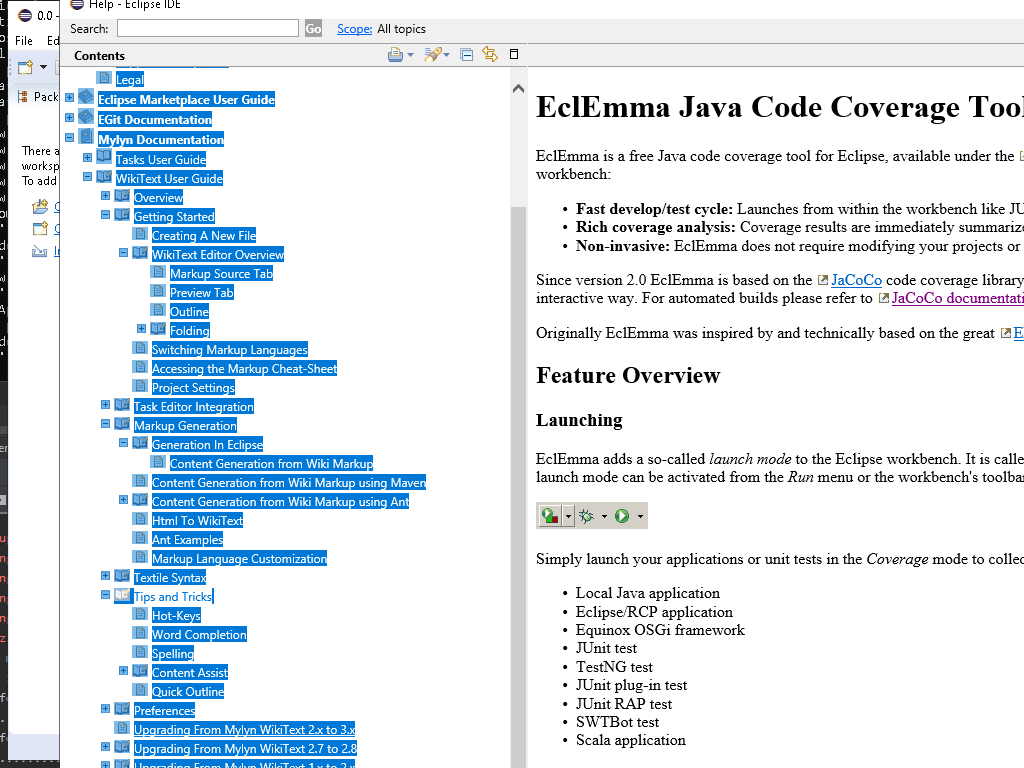 Help - Eclipse IDE
0.0 -
Search:
Go
Scope: All topics
File
Contents
Legal
Eclipse Marketplace User Guide
EGit Documentation
Mylyn Documentation
Tasks User Guide
WikiText User Guide
Overview
Getting Started
Creating A New File
WikiText Editor Overview
Markup Source Tab
Preview Tab
Outline
Folding
Switching Markup Languages
Accessing the Markup Cheat-Sheet
Project Settings
Task Editor Integration
Markup Generation
Generation In Eclipse
Content Generation from Wiki Markup
Content Generation from Wiki Markup using Maven
Content Generation from Wiki Markup using Ant
Html To WikiText
Ant Examples
Markup Language Customization
Textile Syntax
Tips and Tricks
Hot-Keys
Word Completion
Spelling
Content Assist
Quick Outline
Preferences
Upgrading From Mylyn WikiText 2.x to 3.x
Upgrading From Mylyn WikiText 2.7 to 2.8
Upgrading From Mylyn WikiText 1.x to 2.x
Pack
There a
worksp
To add
EclEmma Java Code Coverage Tool
EclEmma is a free Java code coverage tool for Eclipse, available under the
workbench:
• Fast develop/test cycle: Launches from within the workbench like JU
• Rich coverage analysis: Coverage results are immediately summarize
• Non-invasive: EclEmma does not require modifying your projects or
Since version 2.0 EclEmma is based on the JaCoCo code coverage library
interactive way. For automated builds please refer to JaCoCo documentati
Originally EclEmma was inspired by and technically based on the great E
Feature Overview
Launching
EclEmma adds a so-called launch mode to the Eclipse workbench. It is calle
launch mode can be activated from the Run menu or the workbench's toolbar
Simply launch your applications or unit tests in the Coverage mode to collec
• Local Java application
• Eclipse/RCP application
• Equinox OSGi framework
• JUnit test
• TestNG test
• JUnit plug-in test
• JUnit RAP test
• SWTBot test
• Scala application